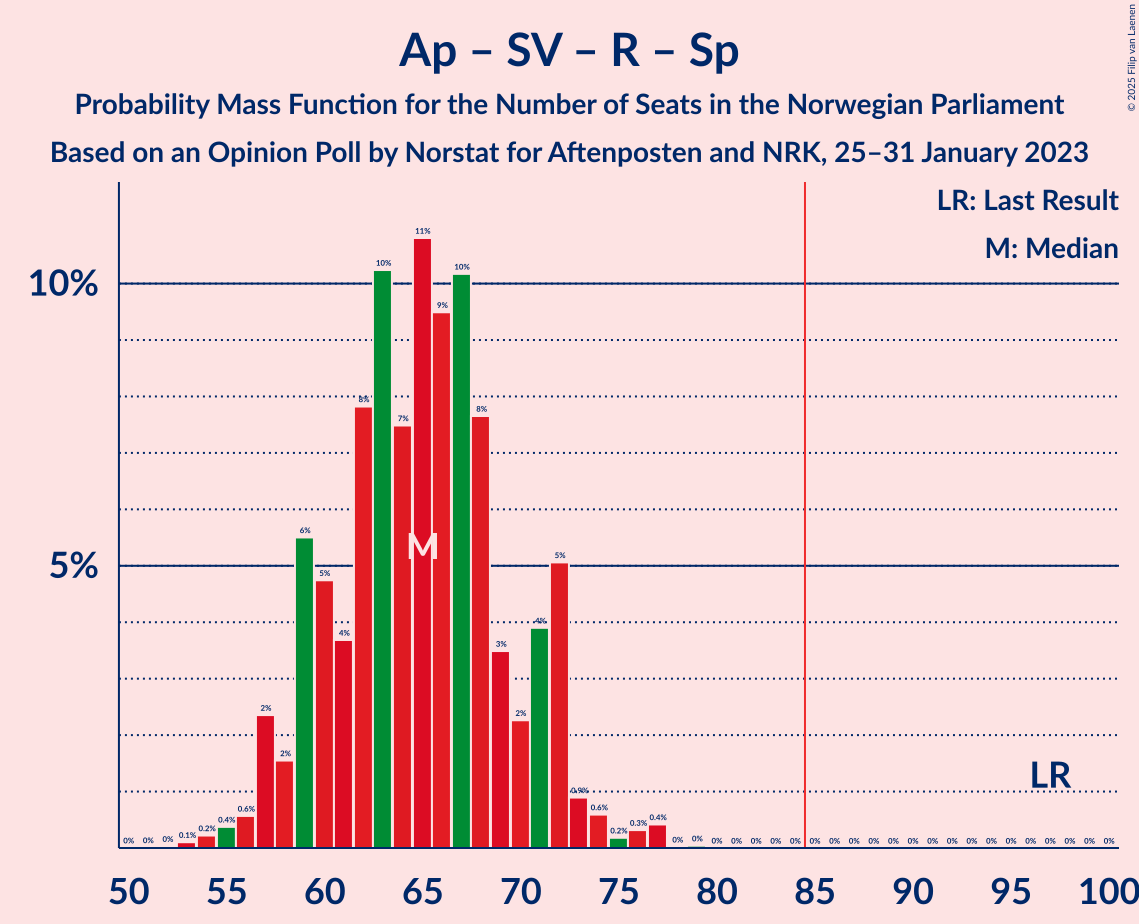 Ap – SV – R – Sp
Probability Mass Function for the Number of Seats in the Norwegian Parliament
Based on an Opinion Poll by Norstat for Aftenposten and NRK, 25–31 January 2023
© 2025 Filip van Laenen
LR: Last Result
M: Median
10%
5%
0% 0% 0% 0.1% 0.2% 0.4% 0.6% 2% 2% 6% 5% 4% 8% 10% 7% 11% 9% 10% 8% 3% 2% 4% 5% 0.9% 0.6% 0.2% 0.3% 0.4% 0% 0% 0% 0% 0% 0% 0% 0% 0% 0% 0% 0% 0% 0% 0% 0% 0% 0% 0% 0% 0% 0% 0%
M
LR
50 55 60 65 70 75 80 85 90 95 100